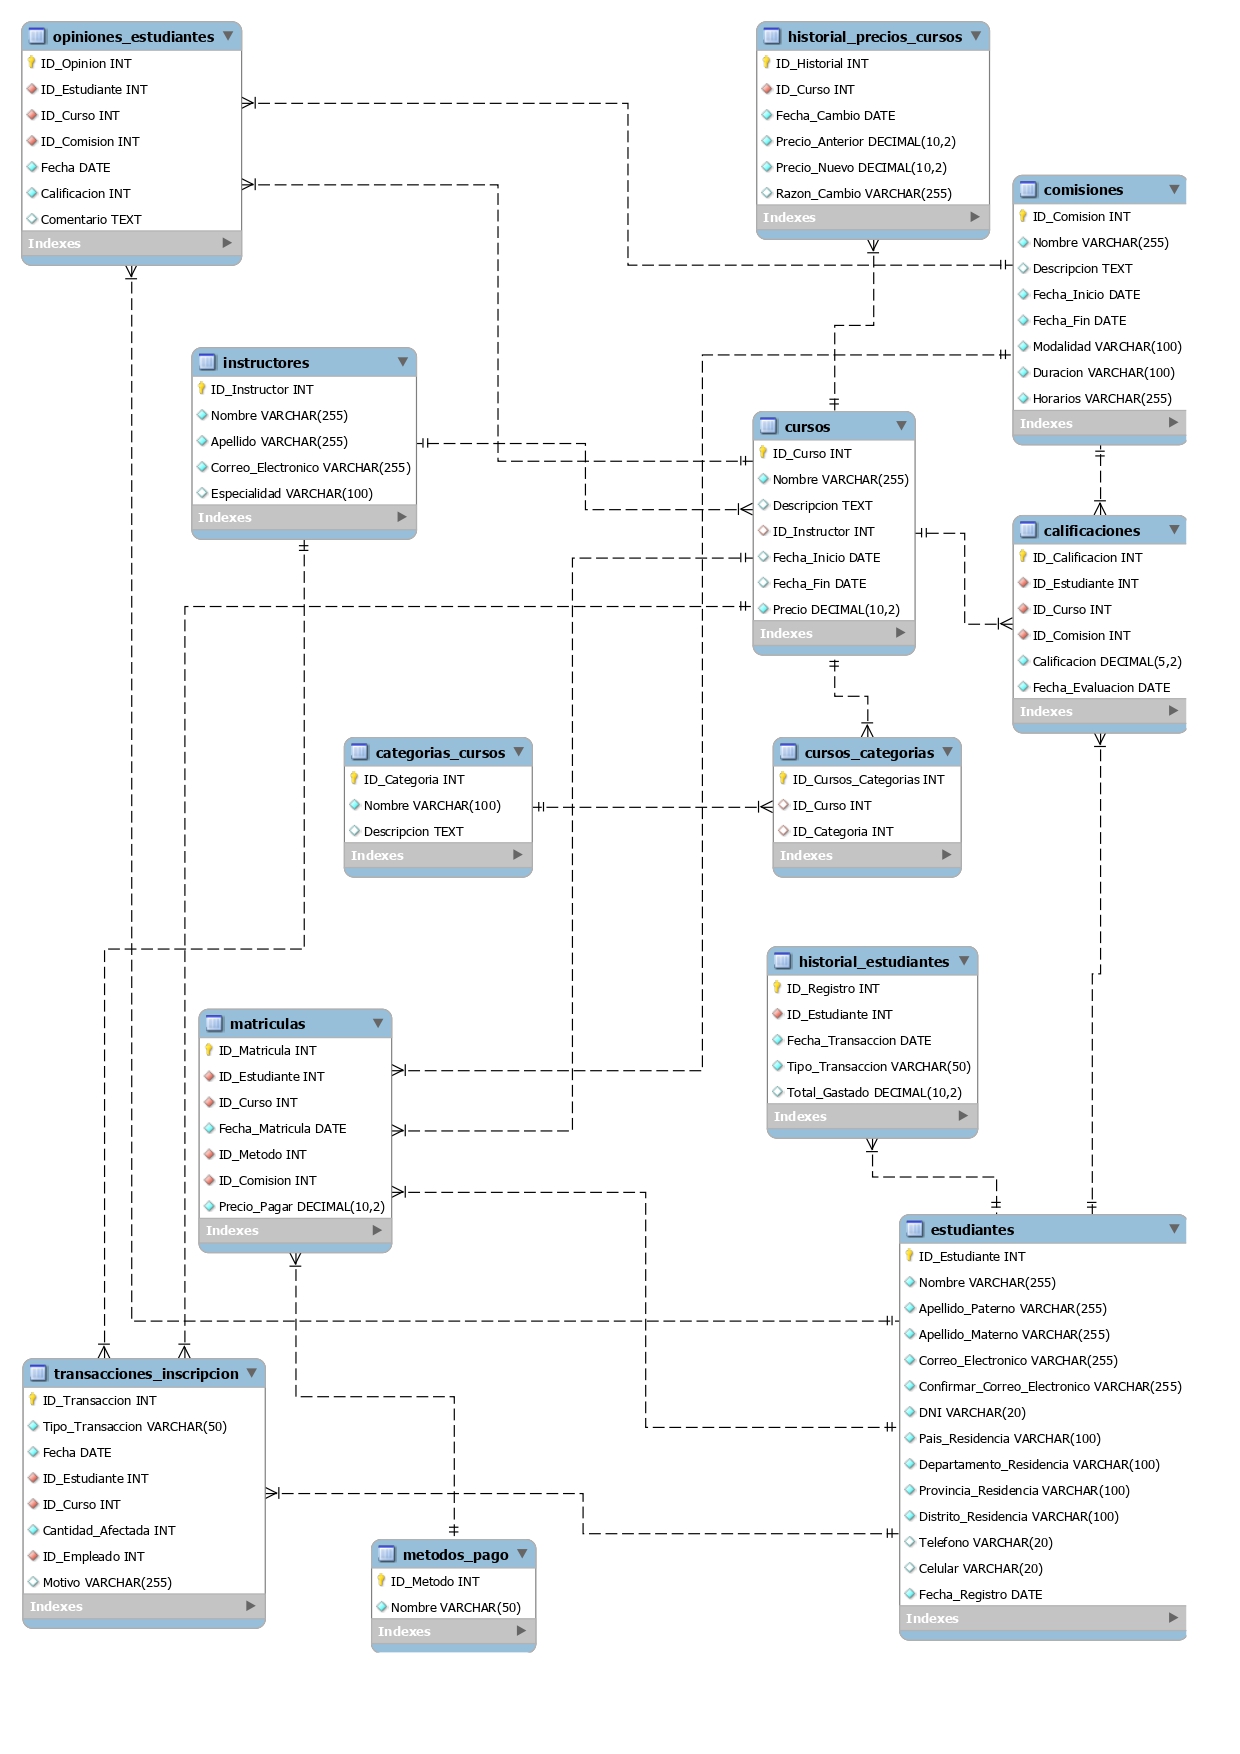 opiniones_estudiantes
ID_Opinion INT
ID_Estudiante INT
ID_Curso INT
ID_Comision INT
Fecha DATE
Calificacion INT
Comentario TEXT
Indexes
historial_precios_cursos
ID_Historial INT
ID_Curso INT
Fecha_Cambio DATE
Precio_Anterior DECIMAL(10,2)
Precio_Nuevo DECIMAL(10,2)
Razon_Cambio VARCHAR(255)
Indexes
comisiones
ID_Comision INT
Nombre VARCHAR(255)
Descripcion TEXT
Fecha_Inicio DATE
Fecha_Fin DATE
Modalidad VARCHAR(100)
Duracion VARCHAR(100)
Horarios VARCHAR(255)
Indexes
instructores
ID_Instructor INT
Nombre VARCHAR(255)
Apellido VARCHAR(255)
Correo_Electronico VARCHAR(255)
Especialidad VARCHAR(100)
Indexes
cursos
ID_Curso INT
Nombre VARCHAR(255)
Descripcion TEXT
ID_Instructor INT
Fecha_Inicio DATE
Fecha_Fin DATE
Precio DECIMAL(10,2)
Indexes
calificaciones
ID_Calificacion INT
ID_Estudiante INT
ID_Curso INT
ID_Comision INT
Calificacion DECIMAL(5,2)
Fecha_Evaluacion DATE
Indexes
categorias_cursos
ID_Categoria INT
Nombre VARCHAR(100)
Descripcion TEXT
Indexes
cursos_categorias
ID_Cursos_Categorias INT
ID_Curso INT
ID_Categoria INT
Indexes
historial_estudiantes
ID_Registro INT
ID_Estudiante INT
Fecha_Transaccion DATE
Tipo_Transaccion VARCHAR(50)
Total_Gastado DECIMAL(10,2)
Indexes
matriculas
ID_Matricula INT
ID_Estudiante INT
ID_Curso INT
Fecha_Matricula DATE
ID_Metodo INT
ID_Comision INT
Precio_Pagar DECIMAL(10,2)
Indexes
estudiantes
ID_Estudiante INT
Nombre VARCHAR(255)
Apellido_Paterno VARCHAR(255)
Apellido_Materno VARCHAR(255)
Correo_Electronico VARCHAR(255)
Confirmar_Correo_Electronico VARCHAR(255)
DNI VARCHAR(20)
Pais_Residencia VARCHAR(100)
Departamento_Residencia VARCHAR(100)
Provincia_Residencia VARCHAR(100)
Distrito_Residencia VARCHAR(100)
Telefono VARCHAR(20)
Celular VARCHAR(20)
Fecha_Registro DATE
Indexes
transacciones_inscripcion
ID_Transaccion INT
Tipo_Transaccion VARCHAR(50)
Fecha DATE
ID_Estudiante INT
ID_Curso INT
Cantidad_Afectada INT
ID_Empleado INT
Motivo VARCHAR(255)
Indexes
metodos_pago
ID_Metodo INT
Nombre VARCHAR(50)
Indexes